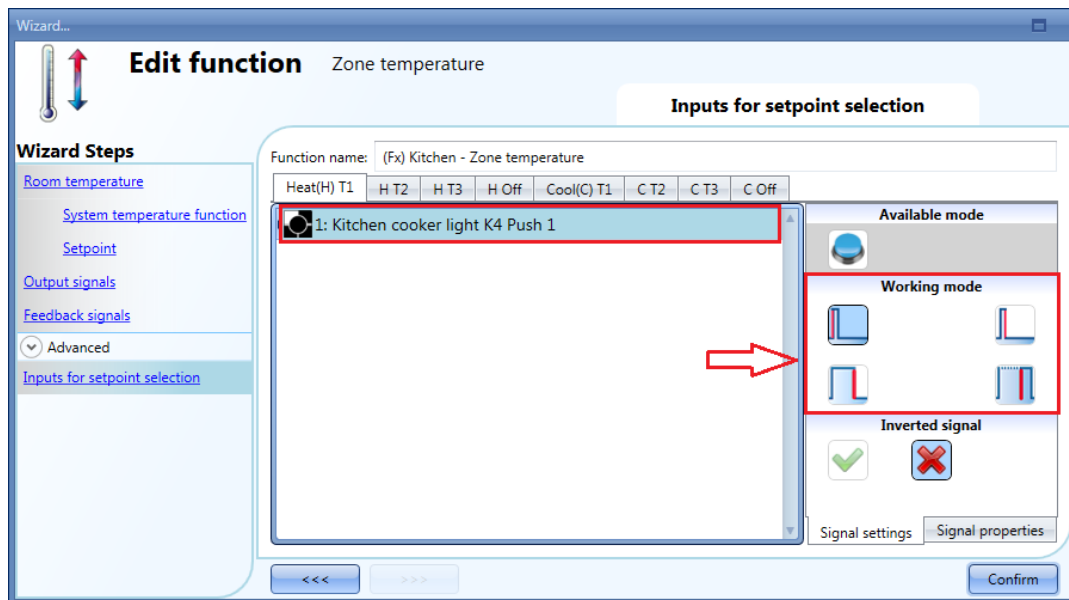 Wizard...
Edit function Zone temperature
Inputs for setpoint selection
Wizard Steps
Room temperature
System temperature function
Setpoint
Output signals
Feedback signals
Advanced
Inputs for setpoint selection
Function name: (Fx) Kitchen - Zone temperature
Heat(H) T1 H T2 H T3 H Off Cool(C) T1 C T2 C T3 C Off
1: Kitchen cooker light K4 Push 1
Available mode
Working mode
Inverted signal
Signal settings Signal properties
<<< >>> Confirm